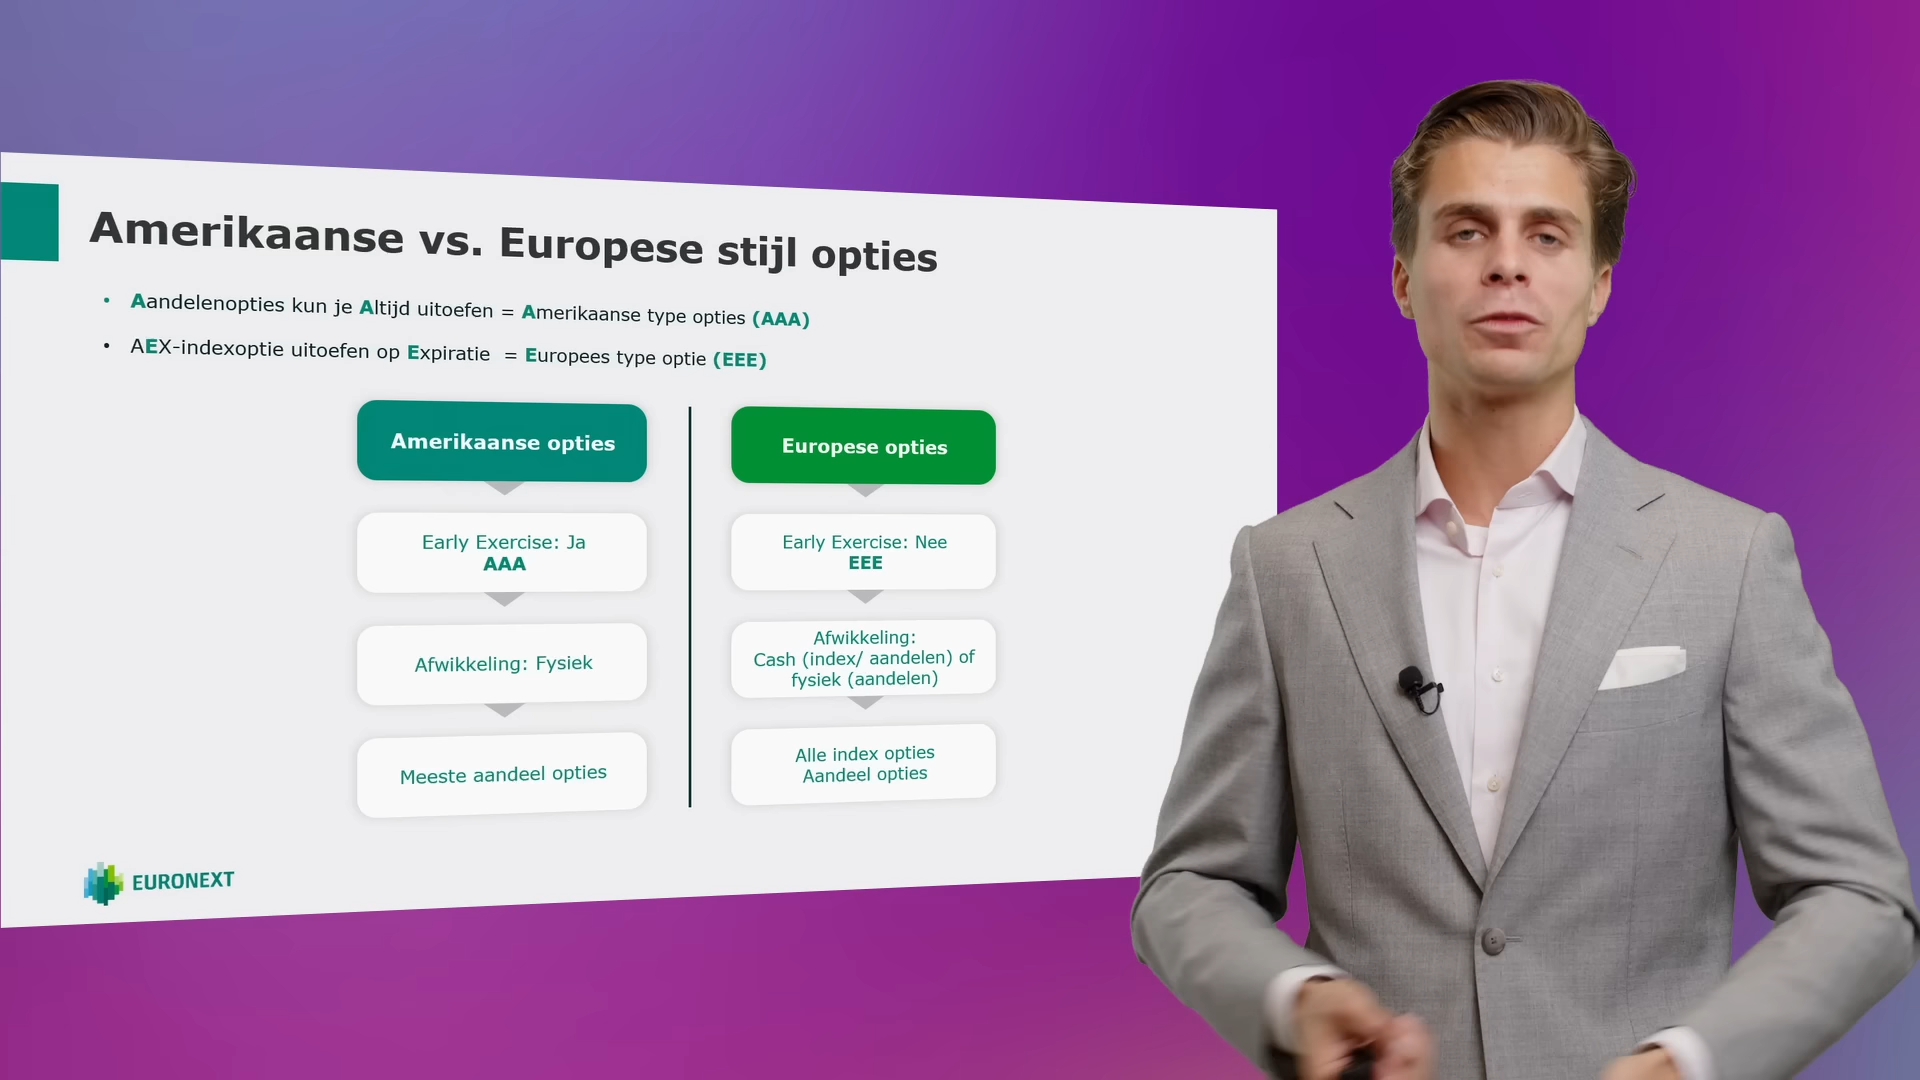 Amerikaanse vs. Europese stijl opties
• Aandelenopties kun je Altijd uitoefen = Amerikaanse type opties (AAA)
• AEX-indexoptie uitoefen op Expiratie = Europees type optie (EEE)
Amerikaanse opties
Early Exercise: Ja
AAA
Afwikkeling: Fysiek
Meeste aandeel opties
Europese opties
Early Exercise: Nee
EEE
Afwikkeling:
Cash (index/ aandelen) of
fysiek (aandelen)
Alle index opties
Aandeel opties
EURONEXT